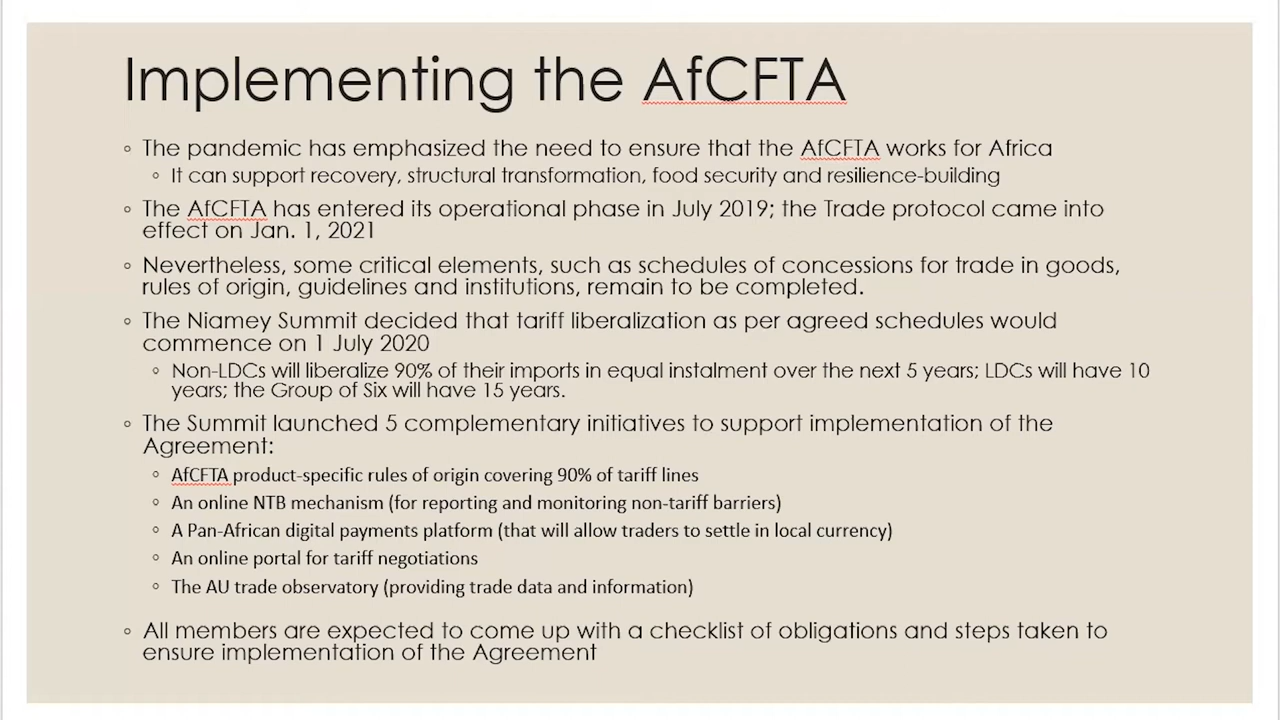 Implementing the AfCFTA
◦ The pandemic has emphasized the need to ensure that the AfCFTA works for Africa
◦ It can support recovery, structural transformation, food security and resilience-building
◦ The AfCFTA has entered its operational phase in July 2019; the Trade protocol came into
effect on Jan. 1, 2021
◦ Nevertheless, some critical elements, such as schedules of concessions for trade in goods,
rules of origin, guidelines and institutions, remain to be completed.
◦ The Niamey Summit decided that tariff liberalization as per agreed schedules would
commence on 1 July 2020
◦ Non-LDCs will liberalize 90% of their imports in equal instalment over the next 5 years; LDCs will have 10
years; the Group of Six will have 15 years.
◦ The Summit launched 5 complementary initiatives to support implementation of the
Agreement:
◦ AfCFTA product-specific rules of origin covering 90% of tariff lines
◦ An online NTB mechanism (for reporting and monitoring non-tariff barriers)
◦ A Pan-African digital payments platform (that will allow traders to settle in local currency)
◦ An online portal for tariff negotiations
◦ The AU trade observatory (providing trade data and information)
◦ All members are expected to come up with a checklist of obligations and steps taken to
ensure implementation of the Agreement